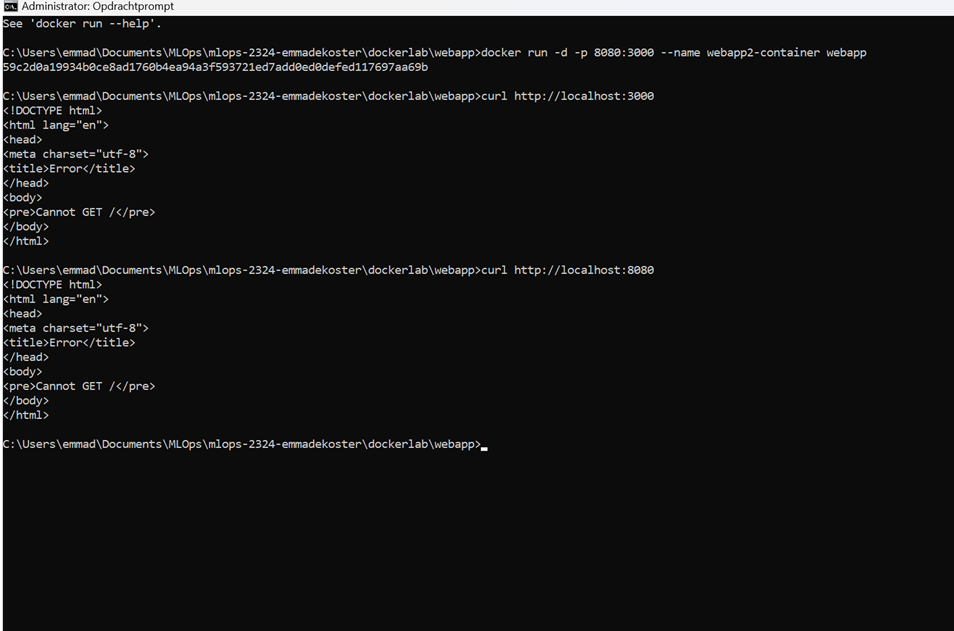 Administrator: Opdrachtprompt
See 'docker run --help'.
C:\Users\emmad\Documents\MLOps\mlops-2324-emmadekoster\dockerlab\webapp>docker run -d -p 8080:3000 --name webapp2-container webapp
59c2d0a19934b0ce8ad1760b4ea94a3f593721ed7add0ed0defed117697aa69b
C:\Users\emmad\Documents\MLOps\mlops-2324-emmadekoster\dockerlab\webapp>curl http://localhost:3000
<!DOCTYPE html>
<html lang="en">
<head>
<meta charset="utf-8">
<title>Error</title>
</head>
<body>
<pre>Cannot GET /</pre>
</body>
</html>
C:\Users\emmad\Documents\MLOps\mlops-2324-emmadekoster\dockerlab\webapp>curl http://localhost:8080
<!DOCTYPE html>
<html lang="en">
<head>
<meta charset="utf-8">
<title>Error</title>
</head>
<body>
<pre>Cannot GET /</pre>
</body>
</html>
C:\Users\emmad\Documents\MLOps\mlops-2324-emmadekoster\dockerlab\webapp>